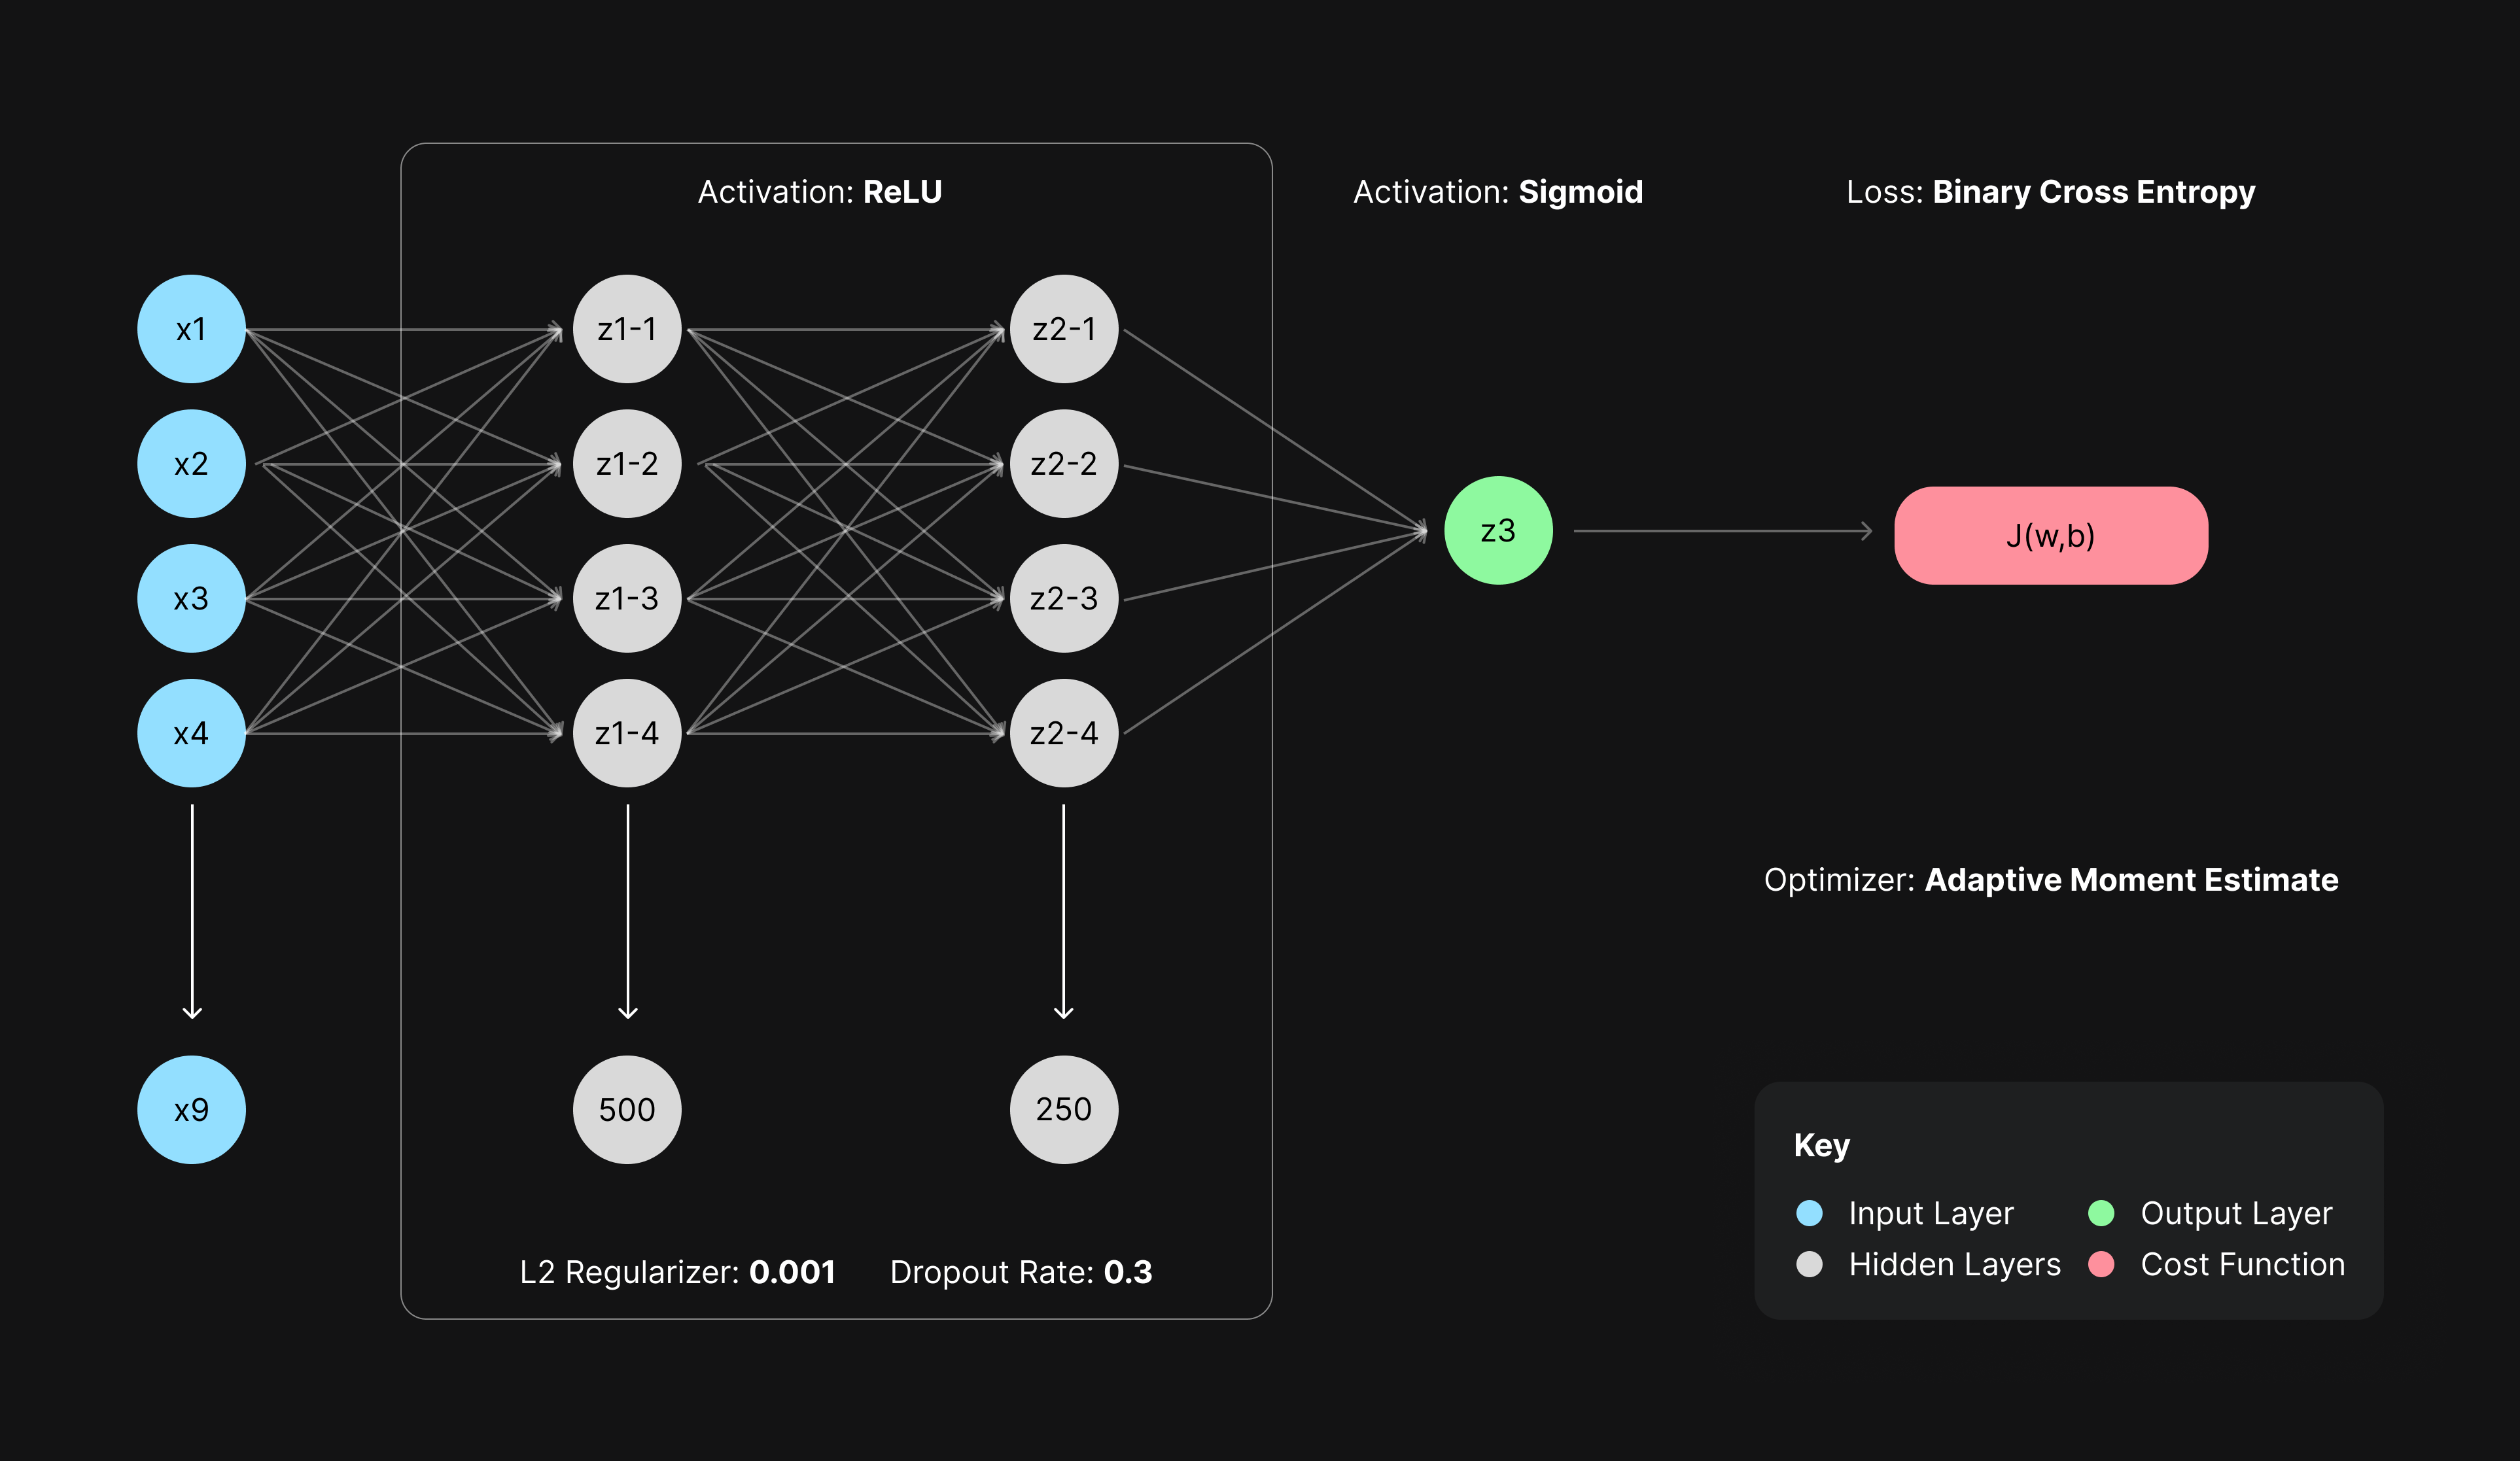 Activation: ReLU
Activation: Sigmoid
Loss: Binary Cross Entropy
x1
z1-1
z2-1
x2
z1-2
z2-2
z3
J(w,b)
x3
z1-3
z2-3
x4
z1-4
z2-4
Optimizer: Adaptive Moment Estimate
x9
500
250
Key
Input Layer
Output Layer
Hidden Layers
Cost Function
L2 Regularizer: 0.001
Dropout Rate: 0.3